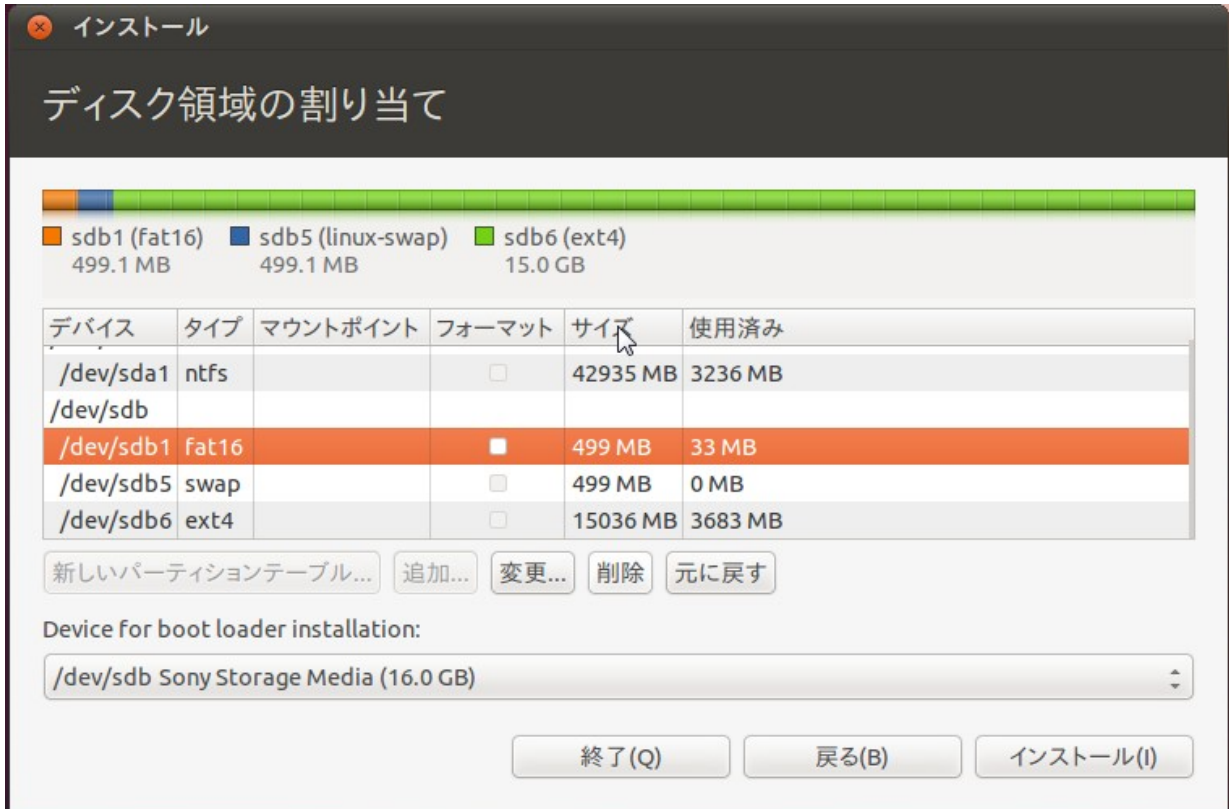 インストール
ディスク領域の割り当て
sdb1 (fat16) sdb5 (linux-swap) sdb6 (ext4)
499.1 MB 499.1 MB 15.0 GB
デバイス タイプ マウントポイント フォーマット サイズ 使用済み
/dev/sda1 ntfs 42935 MB 3236 MB
/dev/sdb
/dev/sdb1 fat16 499 MB 33 MB
/dev/sdb5 swap 499 MB 0 MB
/dev/sdb6 ext4 15036 MB 3683 MB
新しいパーティションテーブル... 追加... 変更... 削除 元に戻す
Device for boot loader installation:
/dev/sdb Sony Storage Media (16.0 GB)
終了(Q) 戻る(B) インストール(I)